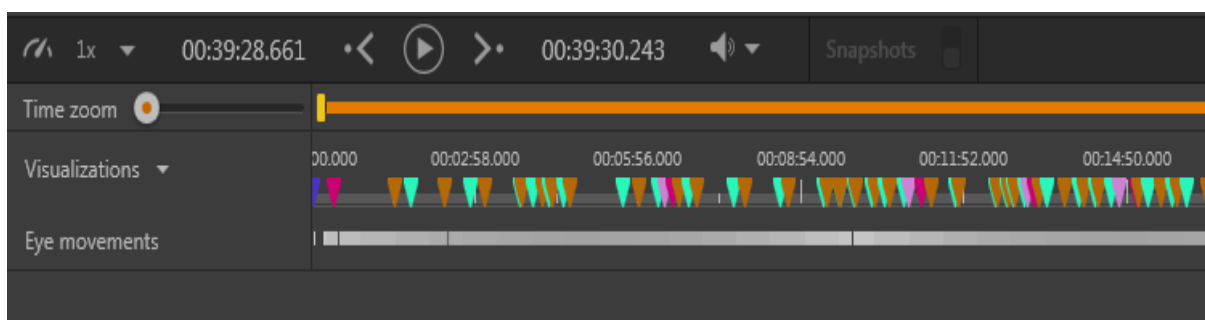 1x 00:39:28.661 00:39:30.243 Snapshots
Time zoom
Visualizations 00.000 00:02:58.000 00:05:56.000 00:08:54.000 00:11:52.000 00:14:50.000
Eye movements